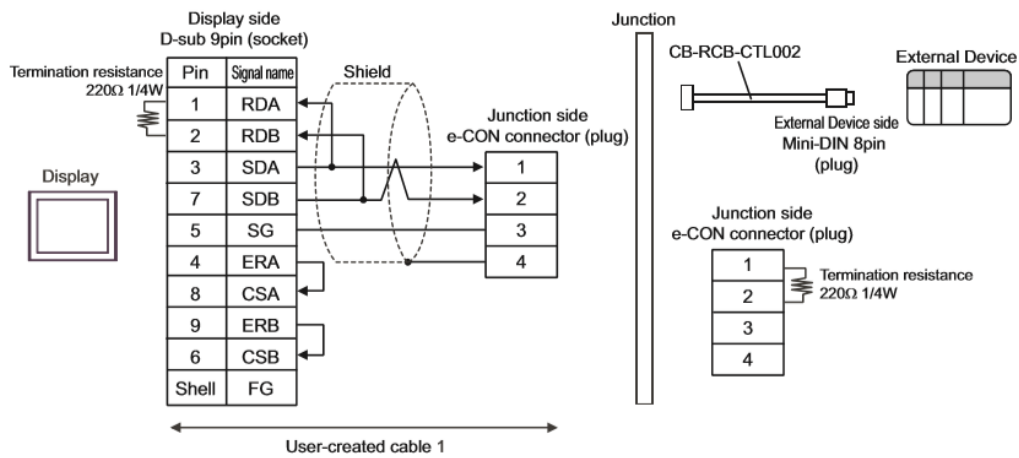 Display side
D-sub 9pin (socket)
Termination resistance
220Ω 1/4W
Pin Signal name
1 RDA
2 RDB
3 SDA
7 SDB
5 SG
4 ERA
8 CSA
9 ERB
6 CSB
Shell FG
Shield
Display
Junction side
e-CON connector (plug)
1
2
3
4
User-created cable 1
Junction
CB-RCB-CTL002
External Device
External Device side
Mini-DIN 8pin
(plug)
Junction side
e-CON connector (plug)
1
2
3
4
Termination resistance
220Ω 1/4W